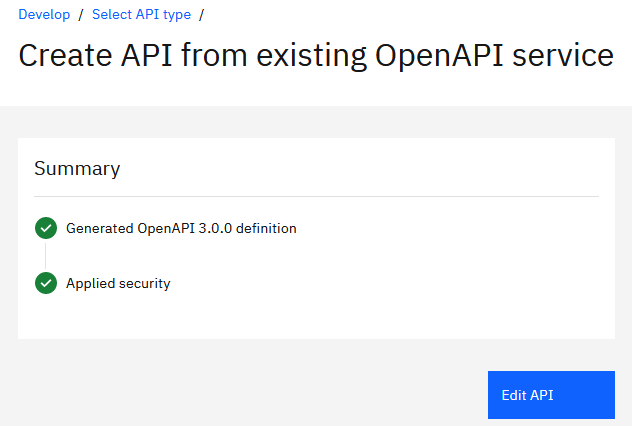 Develop / Select API type /
Create API from existing OpenAPI service
Summary
Generated OpenAPI 3.0.0 definition
Applied security
Edit API